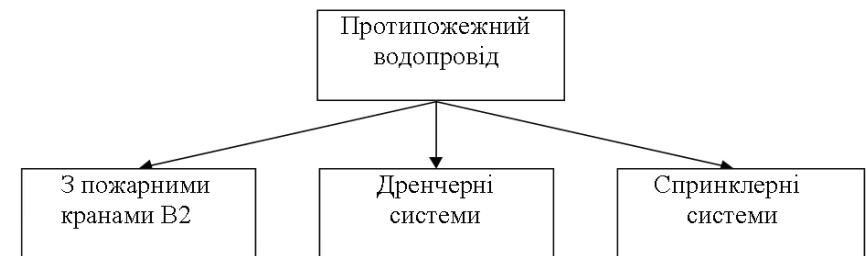 Протипожежний
водопровід
З пожарними
кранами В2
Дренчерні
системи
Спринклерні
системи